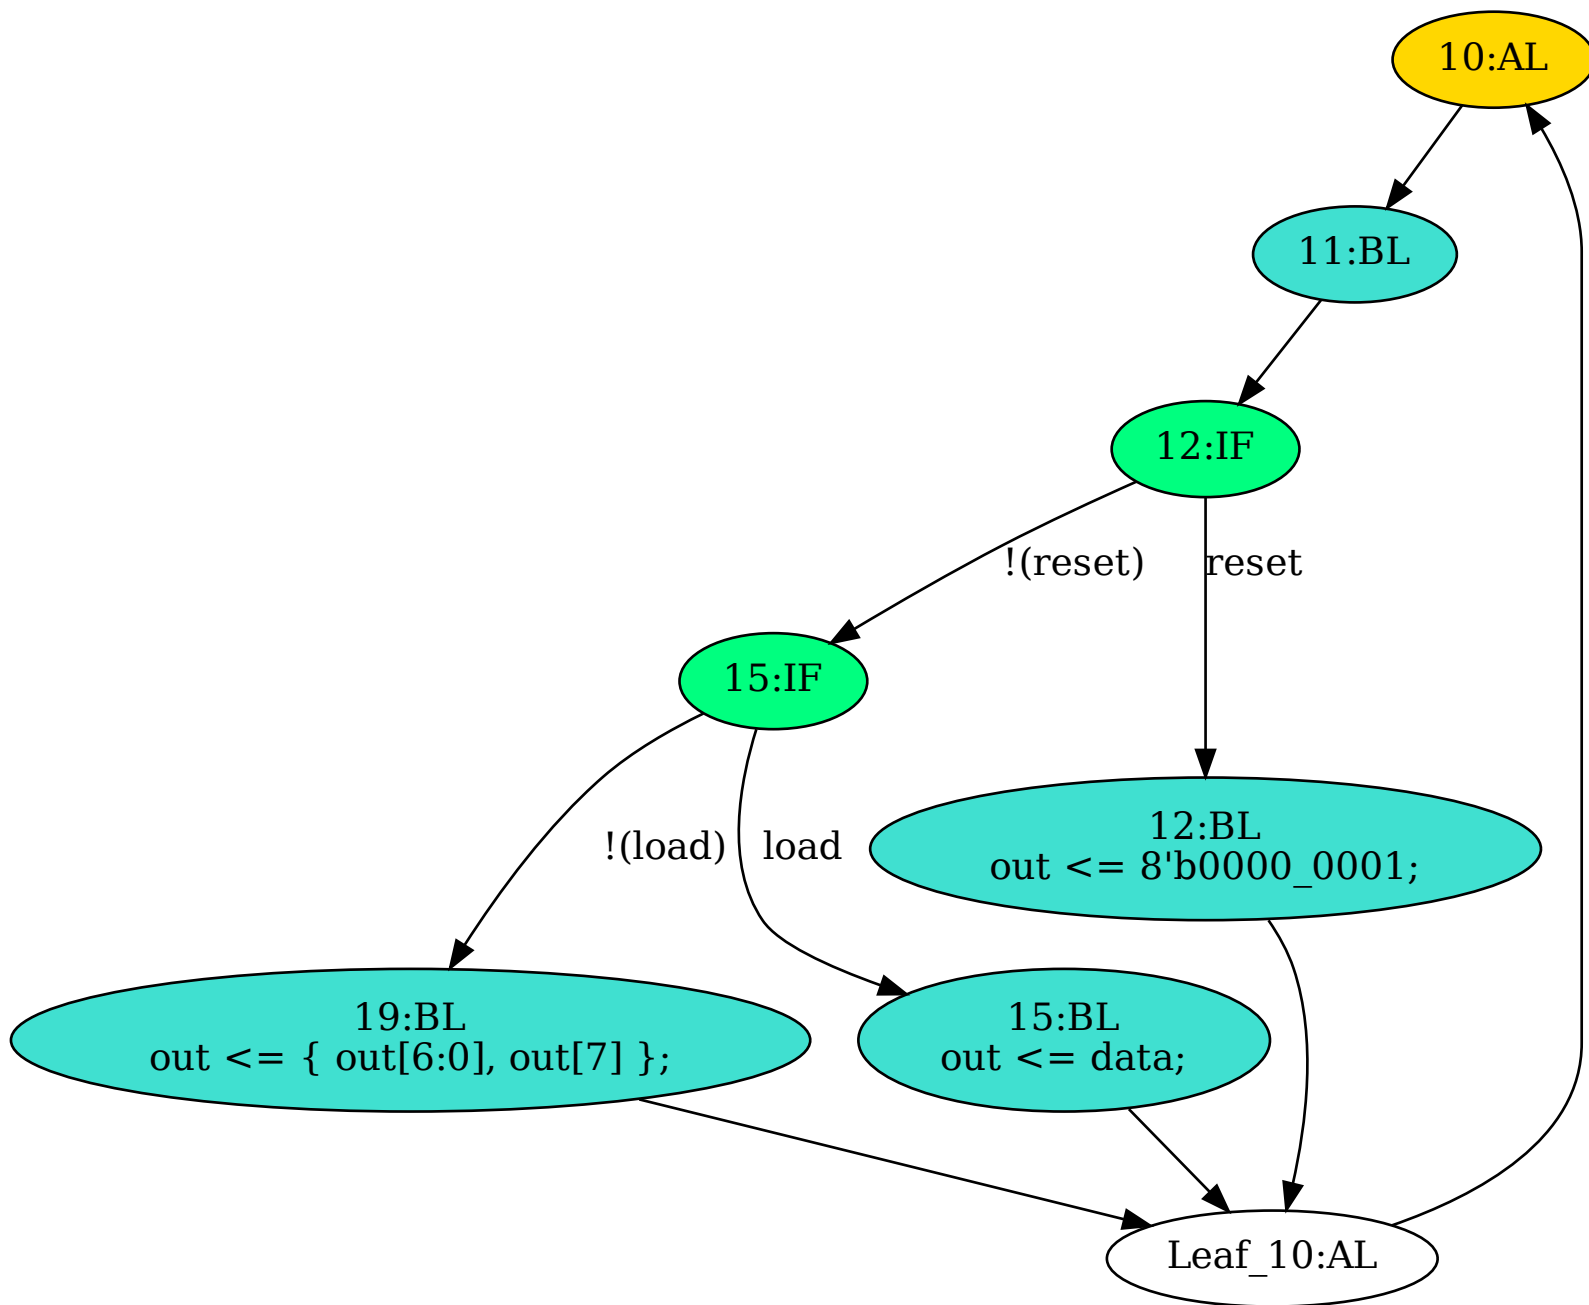 10:AL
11:BL
12:IF
!(reset)
reset
15:IF
!(load)
load
12:BL
out <= 8'b0000_0001;
19:BL
out <= { out[6:0], out[7] };
15:BL
out <= data;
Leaf_10:AL